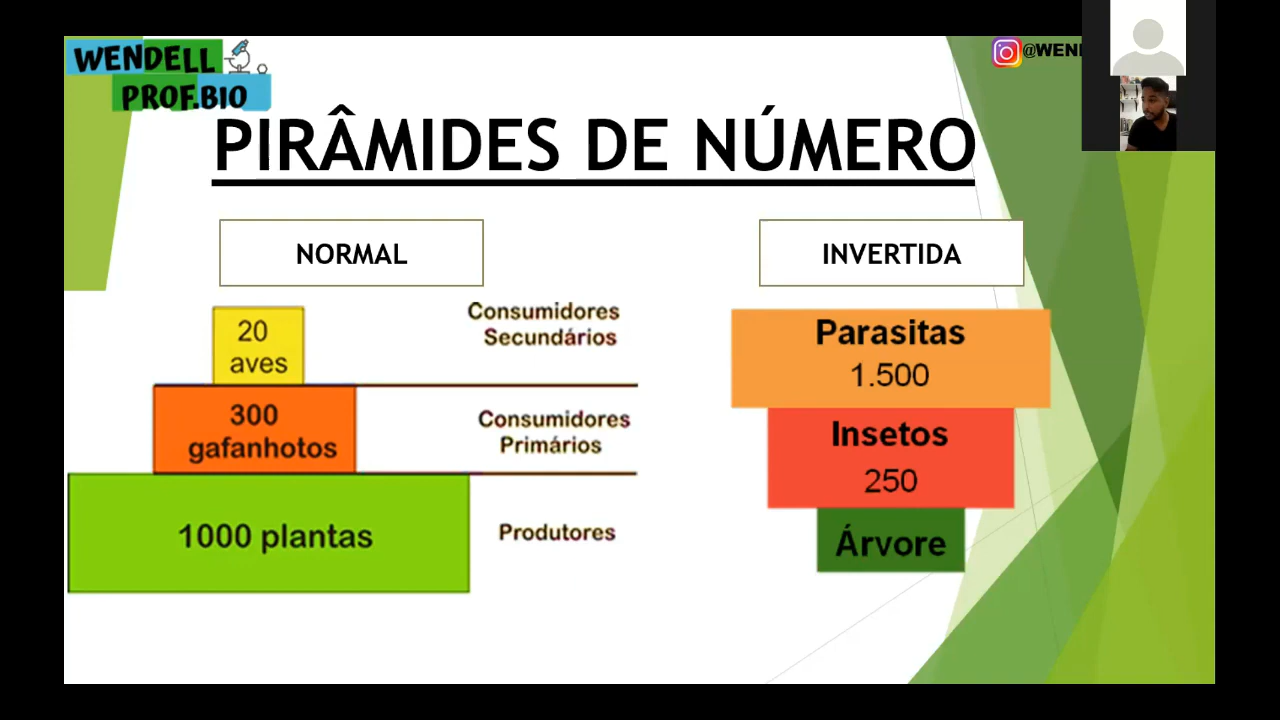 WENDELL
PROF.BIO
PIRÂMIDES DE NÚMERO
NORMAL
INVERTIDA
20
aves
Consumidores
Secundários
300
gafanhotos
Consumidores
Primários
1000 plantas
Produtores
Parasitas
1.500
Insetos
250
Árvore